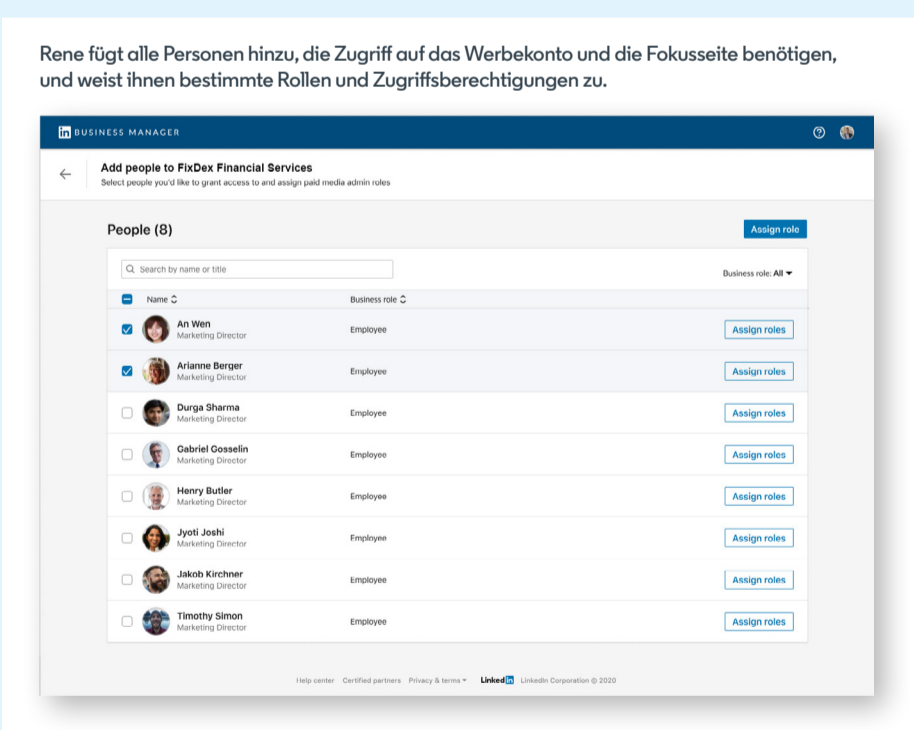 Rene fügt alle Personen hinzu, die Zugriff auf das Werbekonto und die Fokusseite benötigen,
und weist ihnen bestimmte Rollen und Zugriffsberechtigungen zu.
in BUSINESS MANAGER
Add people to FixDex Financial Services
Select people you'd like to grant access to and assign paid media admin roles
People (8)
Assign role
Search by name or title
Business role: All
Name
Business role
An Wen
Marketing Director
Employee
Assign roles
Arianne Berger
Marketing Director
Employee
Assign roles
Durga Sharma
Marketing Director
Employee
Assign roles
Gabriel Gosselin
Marketing Director
Employee
Assign roles
Henry Butler
Marketing Director
Employee
Assign roles
Jyoti Joshi
Marketing Director
Employee
Assign roles
Jakob Kirchner
Marketing Director
Employee
Assign roles
Timothy Simon
Marketing Director
Employee
Assign roles
Help center Certified partners Privacy & terms LinkedIn LinkedIn Corporation © 2020